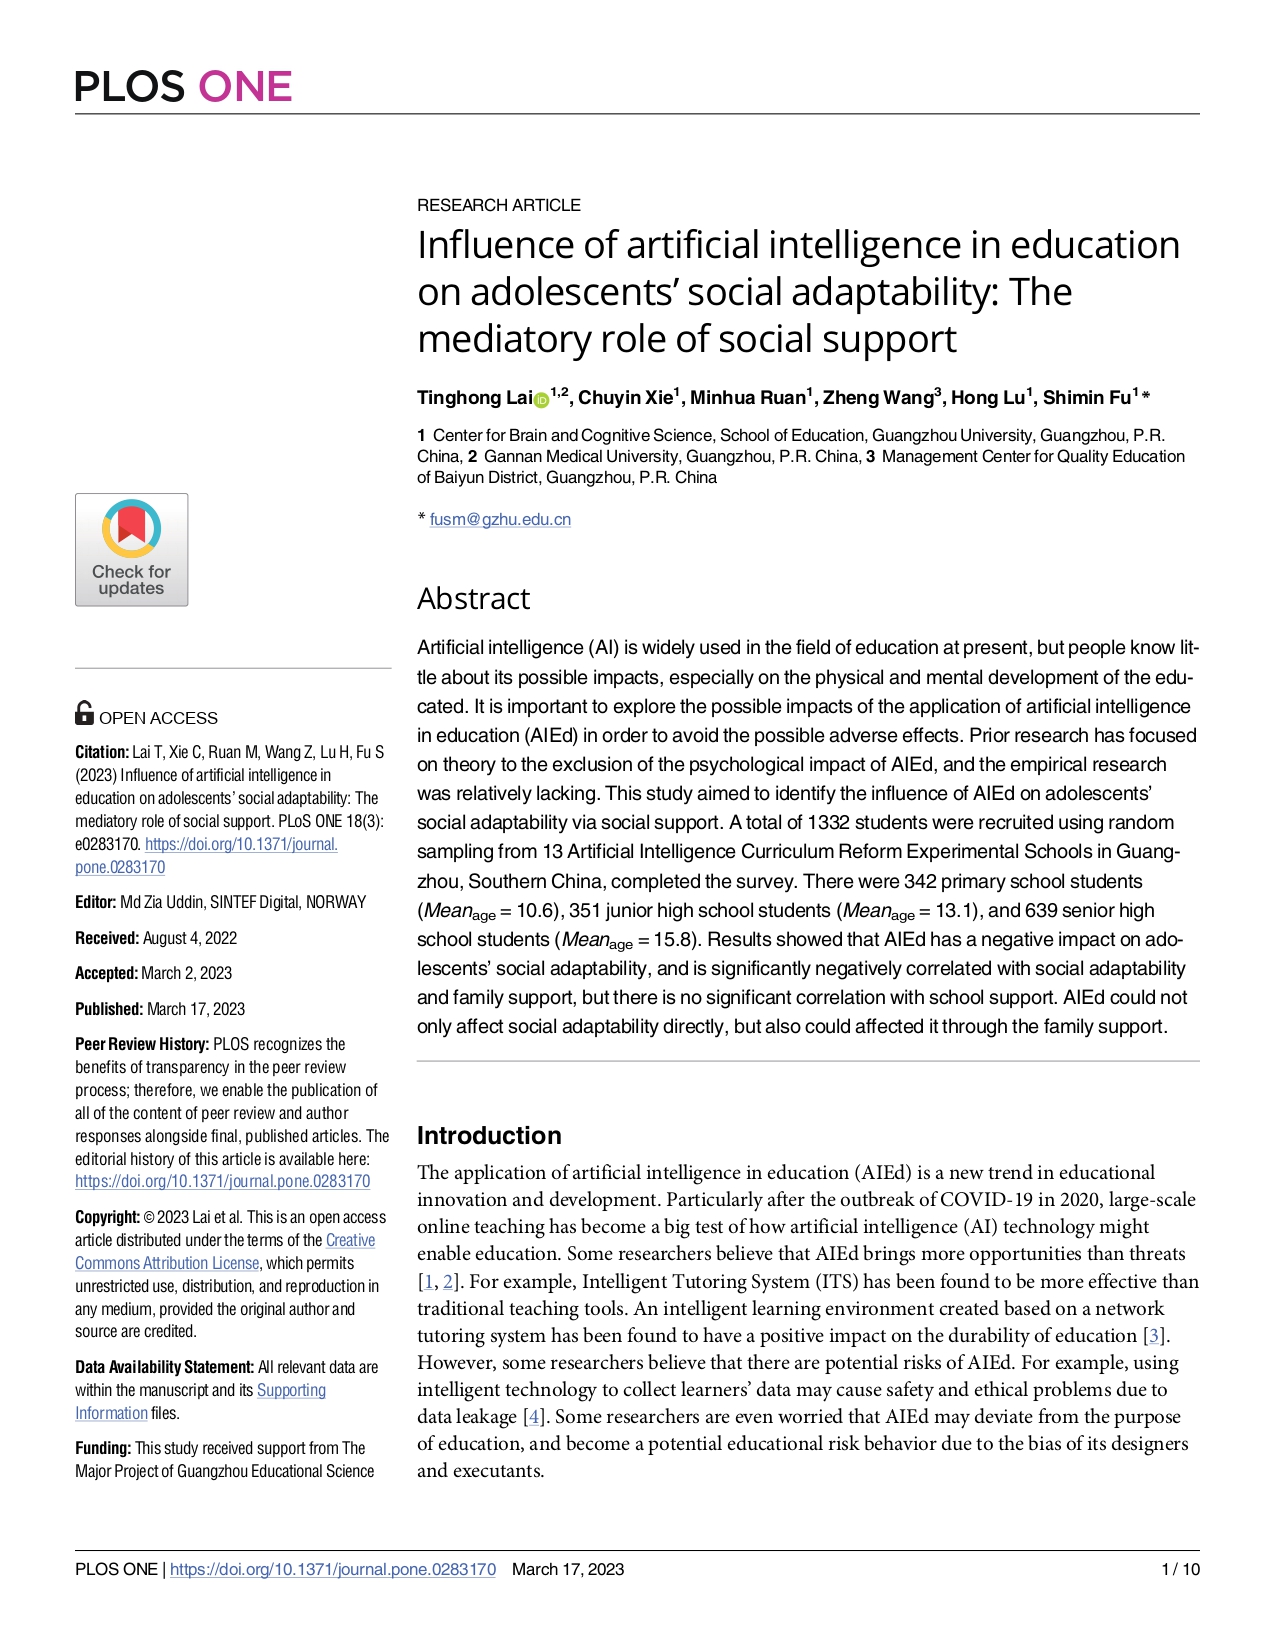 PLOS ONE
RESEARCH ARTICLE
Influence of artificial intelligence in education
on adolescents’ social adaptability: The
mediatory role of social support
Tinghong Lai iD 1,2, Chuyin Xie1, Minhua Ruan1, Zheng Wang3, Hong Lu1, Shimin Fu1*
1 Center for Brain and Cognitive Science, School of Education, Guangzhou University, Guangzhou, P.R.
China, 2 Gannan Medical University, Guangzhou, P.R. China, 3 Management Center for Quality Education
of Baiyun District, Guangzhou, P.R. China
* fusm@gzhu.edu.cn
Check for
updates
OPEN ACCESS
Citation: Lai T, Xie C, Ruan M, Wang Z, Lu H, Fu S
(2023) Influence of artificial intelligence in
education on adolescents’ social adaptability: The
mediatory role of social support. PLoS ONE 18(3):
e0283170. https://doi.org/10.1371/journal.
pone.0283170
Editor: Md Zia Uddin, SINTEF Digital, NORWAY
Received: August 4, 2022
Accepted: March 2, 2023
Published: March 17, 2023
Peer Review History: PLOS recognizes the
benefits of transparency in the peer review
process; therefore, we enable the publication of
all of the content of peer review and author
responses alongside final, published articles. The
editorial history of this article is available here:
https://doi.org/10.1371/journal.pone.0283170
Copyright: © 2023 Lai et al. This is an open access
article distributed under the terms of the Creative
Commons Attribution License, which permits
unrestricted use, distribution, and reproduction in
any medium, provided the original author and
source are credited.
Data Availability Statement: All relevant data are
within the manuscript and its Supporting
Information files.
Funding: This study received support from The
Major Project of Guangzhou Educational Science
Abstract
Artificial intelligence (AI) is widely used in the field of education at present, but people know lit-
tle about its possible impacts, especially on the physical and mental development of the edu-
cated. It is important to explore the possible impacts of the application of artificial intelligence
in education (AIEd) in order to avoid the possible adverse effects. Prior research has focused
on theory to the exclusion of the psychological impact of AIEd, and the empirical research
was relatively lacking. This study aimed to identify the influence of AIEd on adolescents’
social adaptability via social support. A total of 1332 students were recruited using random
sampling from 13 Artificial Intelligence Curriculum Reform Experimental Schools in Guang-
zhou, Southern China, completed the survey. There were 342 primary school students
(Meanage = 10.6), 351 junior high school students (Meanage = 13.1), and 639 senior high
school students (Meanage = 15.8). Results showed that AIEd has a negative impact on ado-
lescents’ social adaptability, and is significantly negatively correlated with social adaptability
and family support, but there is no significant correlation with school support. AIEd could not
only affect social adaptability directly, but also could affected it through the family support.
Introduction
The application of artificial intelligence in education (AIEd) is a new trend in educational
innovation and development. Particularly after the outbreak of COVID-19 in 2020, large-scale
online teaching has become a big test of how artificial intelligence (AI) technology might
enable education. Some researchers believe that AIEd brings more opportunities than threats
[1, 2]. For example, Intelligent Tutoring System (ITS) has been found to be more effective than
traditional teaching tools. An intelligent learning environment created based on a network
tutoring system has been found to have a positive impact on the durability of education [3].
However, some researchers believe that there are potential risks of AIEd. For example, using
intelligent technology to collect learners’ data may cause safety and ethical problems due to
data leakage [4]. Some researchers are even worried that AIEd may deviate from the purpose
of education, and become a potential educational risk behavior due to the bias of its designers
and executants.
PLOS ONE | https://doi.org/10.1371/journal.pone.0283170 March 17, 2023 1 / 10